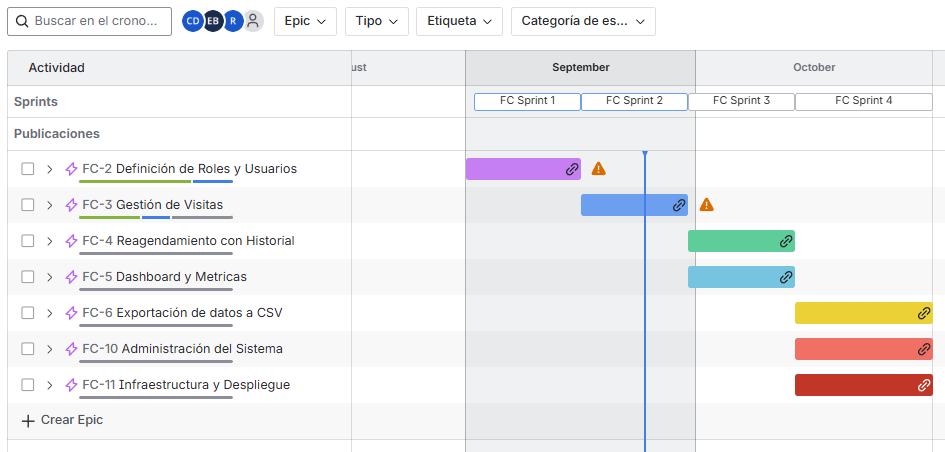 Buscar en el crono... CD EB R Epic Tipo Etiqueta Categoría de es...
Actividad ust September October
Sprints FC Sprint 1 FC Sprint 2 FC Sprint 3 FC Sprint 4
Publicaciones
FC-2 Definición de Roles y Usuarios
FC-3 Gestión de Visitas
FC-4 Reagendamiento con Historial
FC-5 Dashboard y Metricas
FC-6 Exportación de datos a CSV
FC-10 Administración del Sistema
FC-11 Infraestructura y Despliegue
Crear Epic